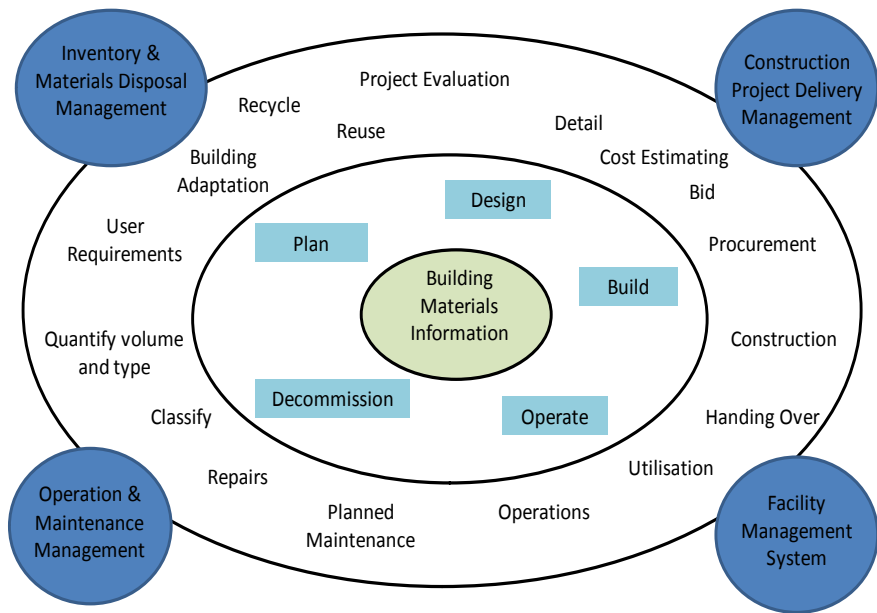 Inventory &
Materials Disposal
Management
Construction
Project Delivery
Management
Project Evaluation
Recycle
Reuse
Detail
Building
Adaptation
Cost Estimating
Bid
Design
User
Requirements
Plan
Procurement
Building
Materials
Information
Build
Quantify volume
and type
Construction
Decommission
Classify
Operate
Handing Over
Repairs
Utilisation
Planned
Maintenance
Operations
Operation &
Maintenance
Management
Facility
Management
System